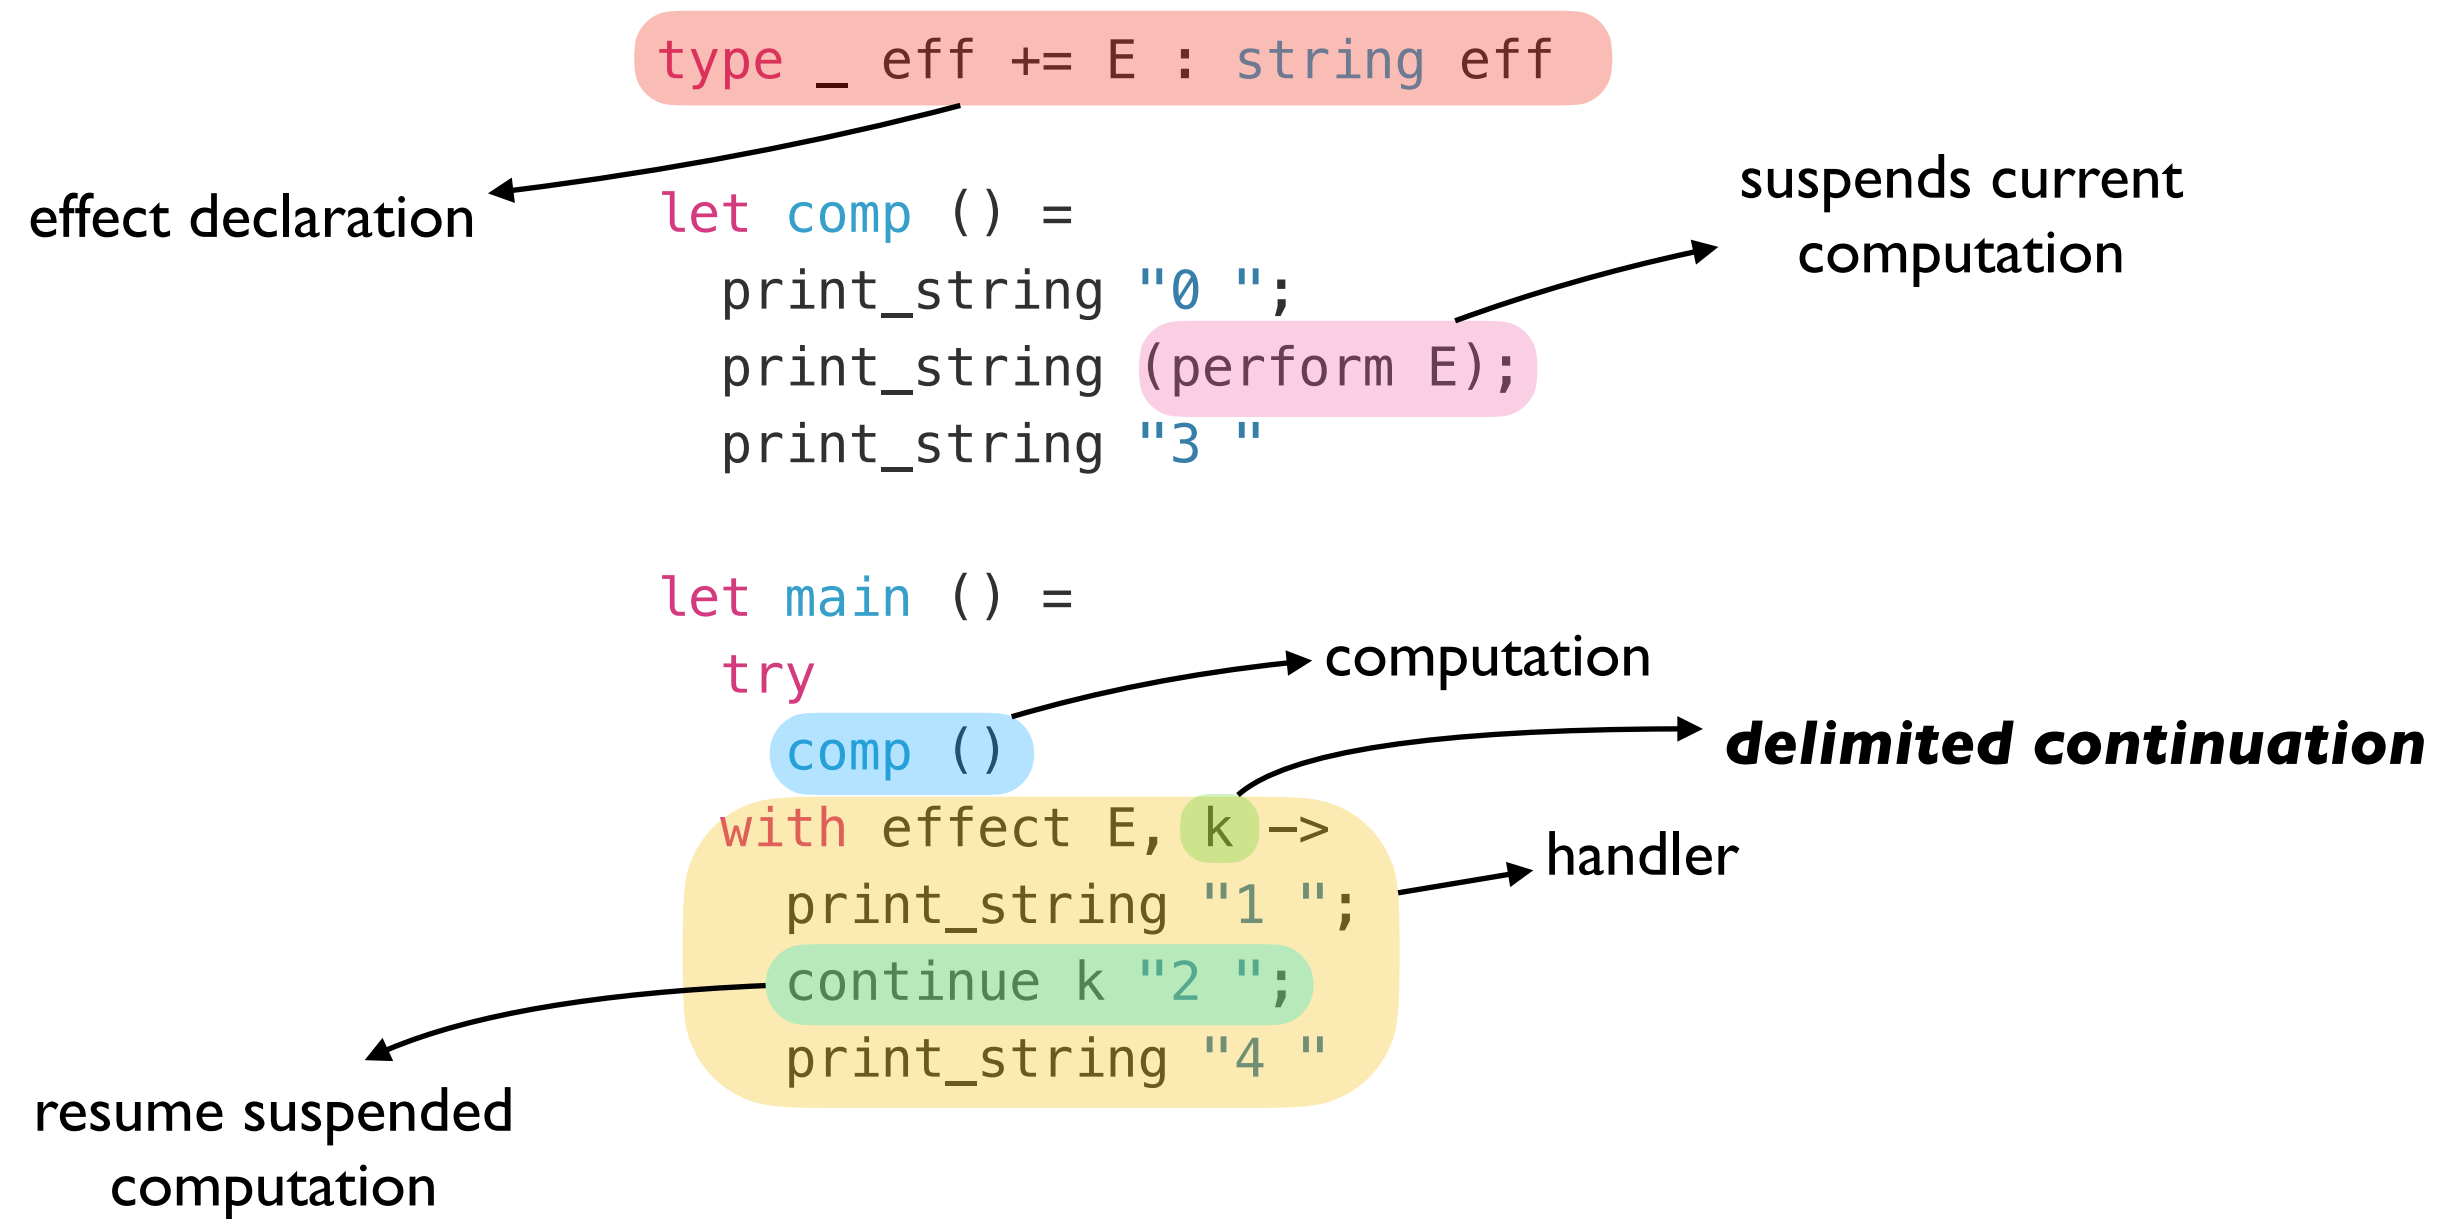 type _ eff += E : string eff
effect declaration
let comp () =
print_string "0 ";
print_string (perform E);
print_string "3 "
suspends current
computation
let main () =
try
comp ()
with effect E, k ->
print_string "1 ";
continue k "2 ";
print_string "4 "
computation
delimited continuation
handler
resume suspended
computation